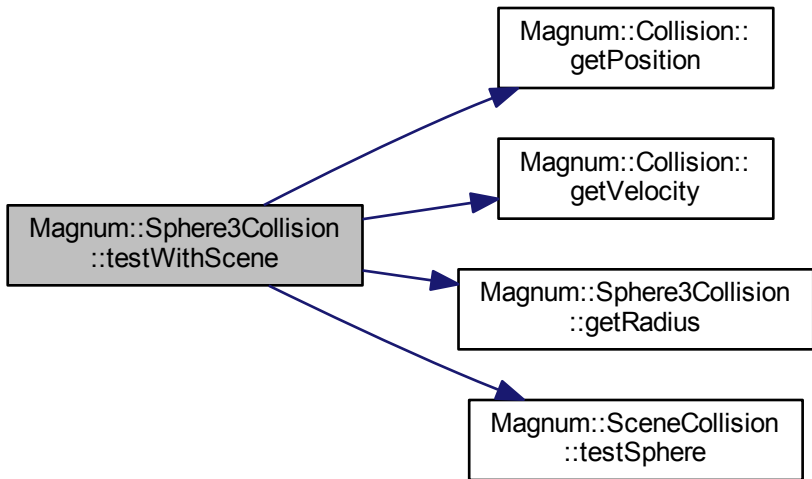 Magnum::Collision::
getPosition
Magnum::Collision::
getVelocity
Magnum::Sphere3Collision
::testWithScene
Magnum::Sphere3Collision
::getRadius
Magnum::SceneCollision
::testSphere